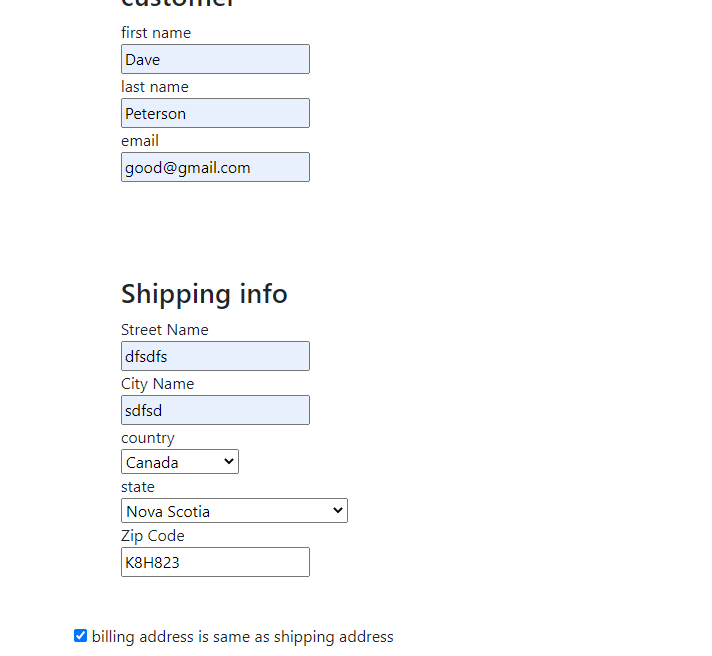 customer
first name
Dave
last name
Peterson
email
good@gmail.com
Shipping info
Street Name
dfsdfs
City Name
sdfsd
country
Canada
state
Nova Scotia
Zip Code
K8H823
billing address is same as shipping address